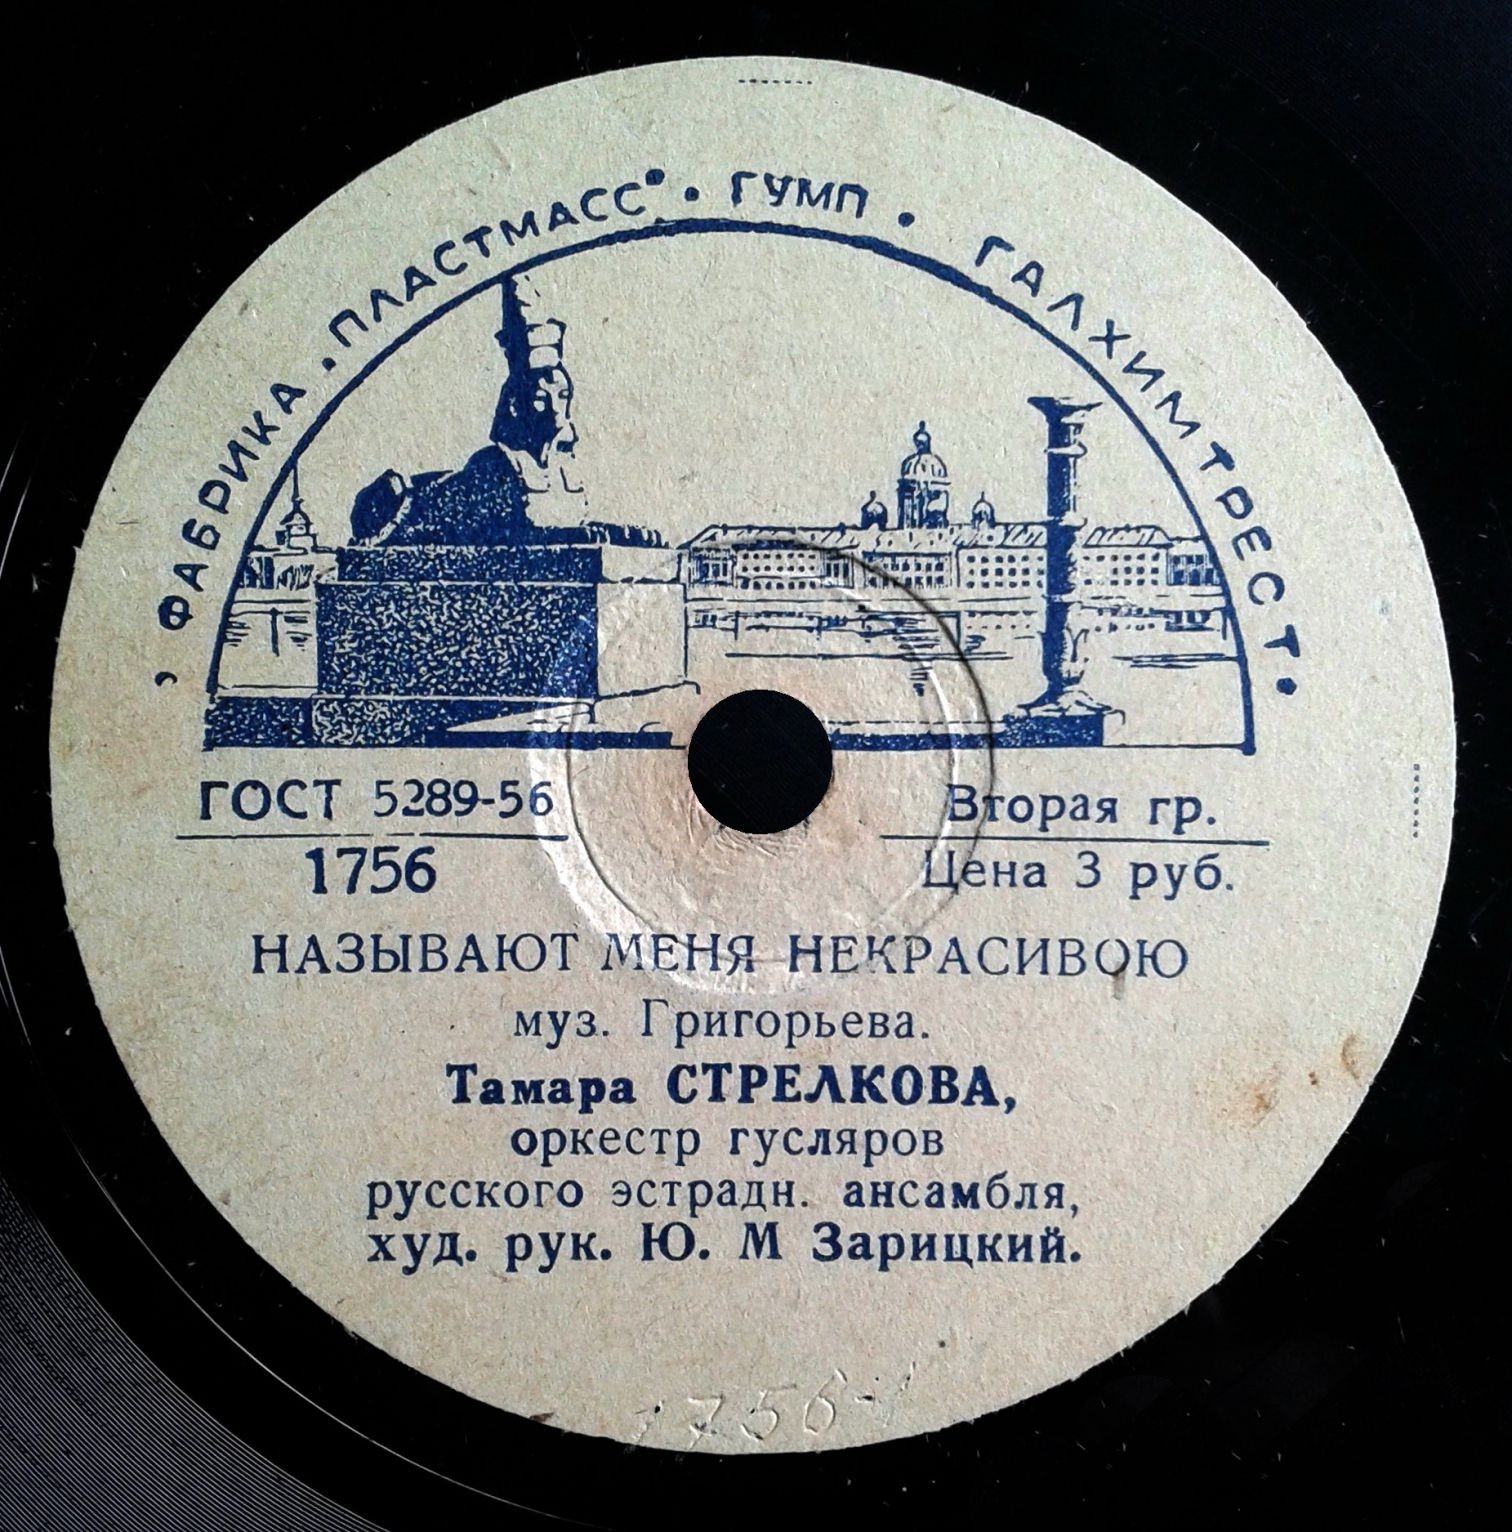 ФАБРИКА "ПЛАСТМАСС" • ГУМП • ГАЛХИМТРЕСТ
ГОСТ 5289-56
1756
Вторая гр.
Цена 3 руб.
НАЗЫВАЮТ МЕНЯ НЕКРАСИВОЮ
муз. Григорьева.
Тамара СТРЕЛКОВА,
оркестр гусляров
русского эстрадн. ансамбля,
худ. рук. Ю. М Зарицкий.
1756-1